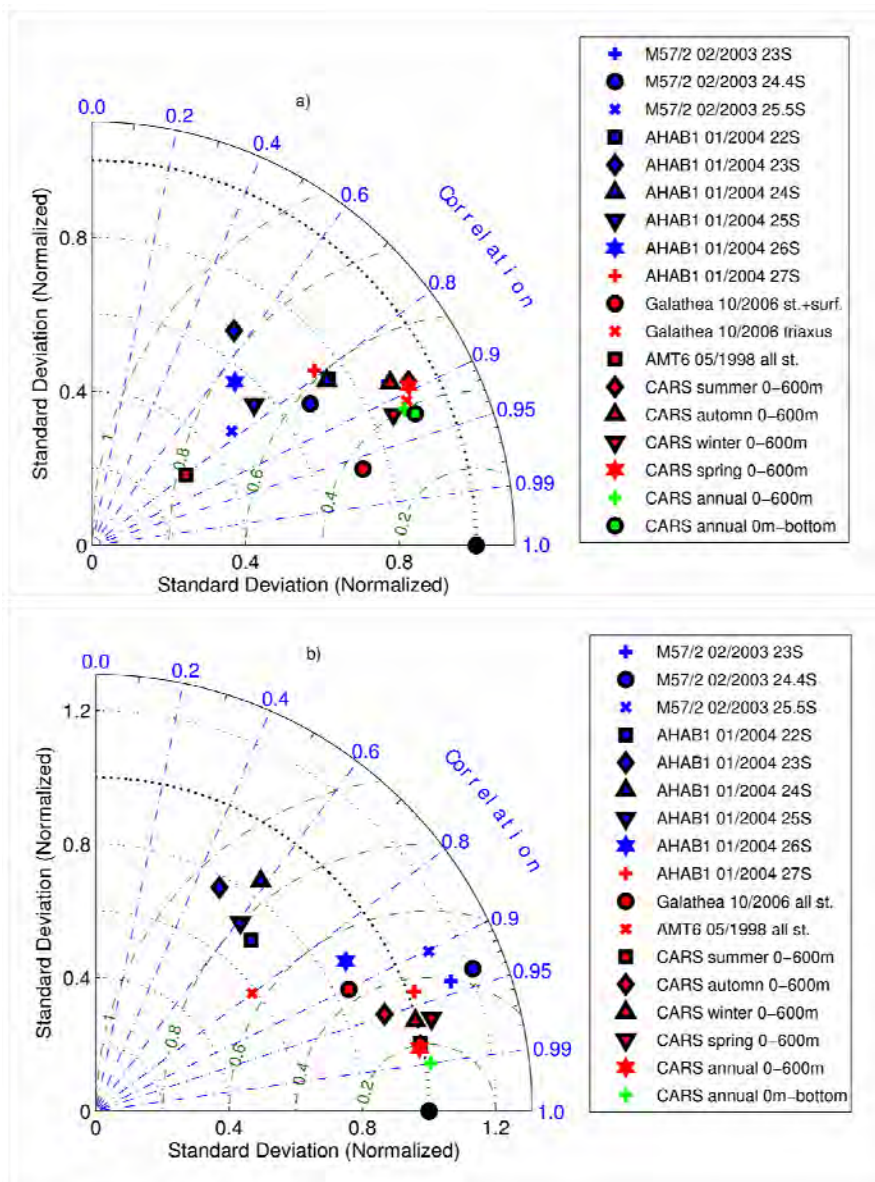 a)
0.0
0.2
0.4
0.6
0.8
0.9
0.95
0.99
1.0
Correlation
Standard Deviation (Normalized)
0.8
0.4
0
0
0.4
0.8
Standard Deviation (Normalized)
1
0.8
0.6
0.4
0.2
M57/2 02/2003 23S
M57/2 02/2003 24.4S
M57/2 02/2003 25.5S
AHAB1 01/2004 22S
AHAB1 01/2004 23S
AHAB1 01/2004 24S
AHAB1 01/2004 25S
AHAB1 01/2004 26S
AHAB1 01/2004 27S
Galathea 10/2006 st.+surf.
Galathea 10/2006 triaxus
AMT6 05/1998 all st.
CARS summer 0-600m
CARS automn 0-600m
CARS winter 0-600m
CARS spring 0-600m
CARS annual 0-600m
CARS annual 0m-bottom
b)
0.0
0.2
0.4
0.6
0.8
0.9
0.95
0.99
1.0
Correlation
Standard Deviation (Normalized)
1.2
0.8
0.4
0
0
0.4
0.8
1.2
Standard Deviation (Normalized)
1
0.8
0.6
0.4
0.2
M57/2 02/2003 23S
M57/2 02/2003 24.4S
M57/2 02/2003 25.5S
AHAB1 01/2004 22S
AHAB1 01/2004 23S
AHAB1 01/2004 24S
AHAB1 01/2004 25S
AHAB1 01/2004 26S
AHAB1 01/2004 27S
Galathea 10/2006 all st.
AMT6 05/1998 all st.
CARS summer 0-600m
CARS automn 0-600m
CARS winter 0-600m
CARS spring 0-600m
CARS annual 0-600m
CARS annual 0m-bottom